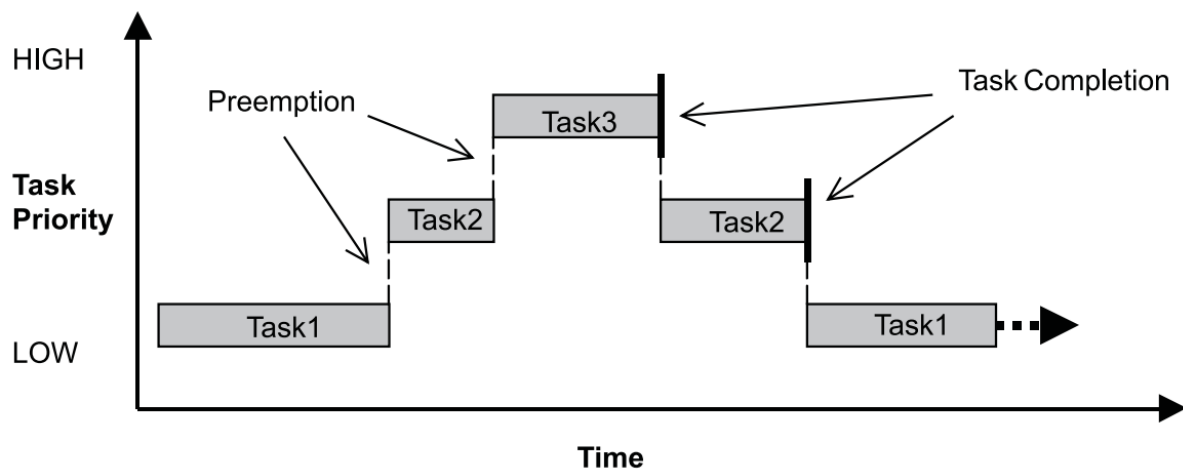 HIGH
Preemption
Task Completion
Task3
Task
Priority
Task2
Task2
Task1
Task1
LOW
Time